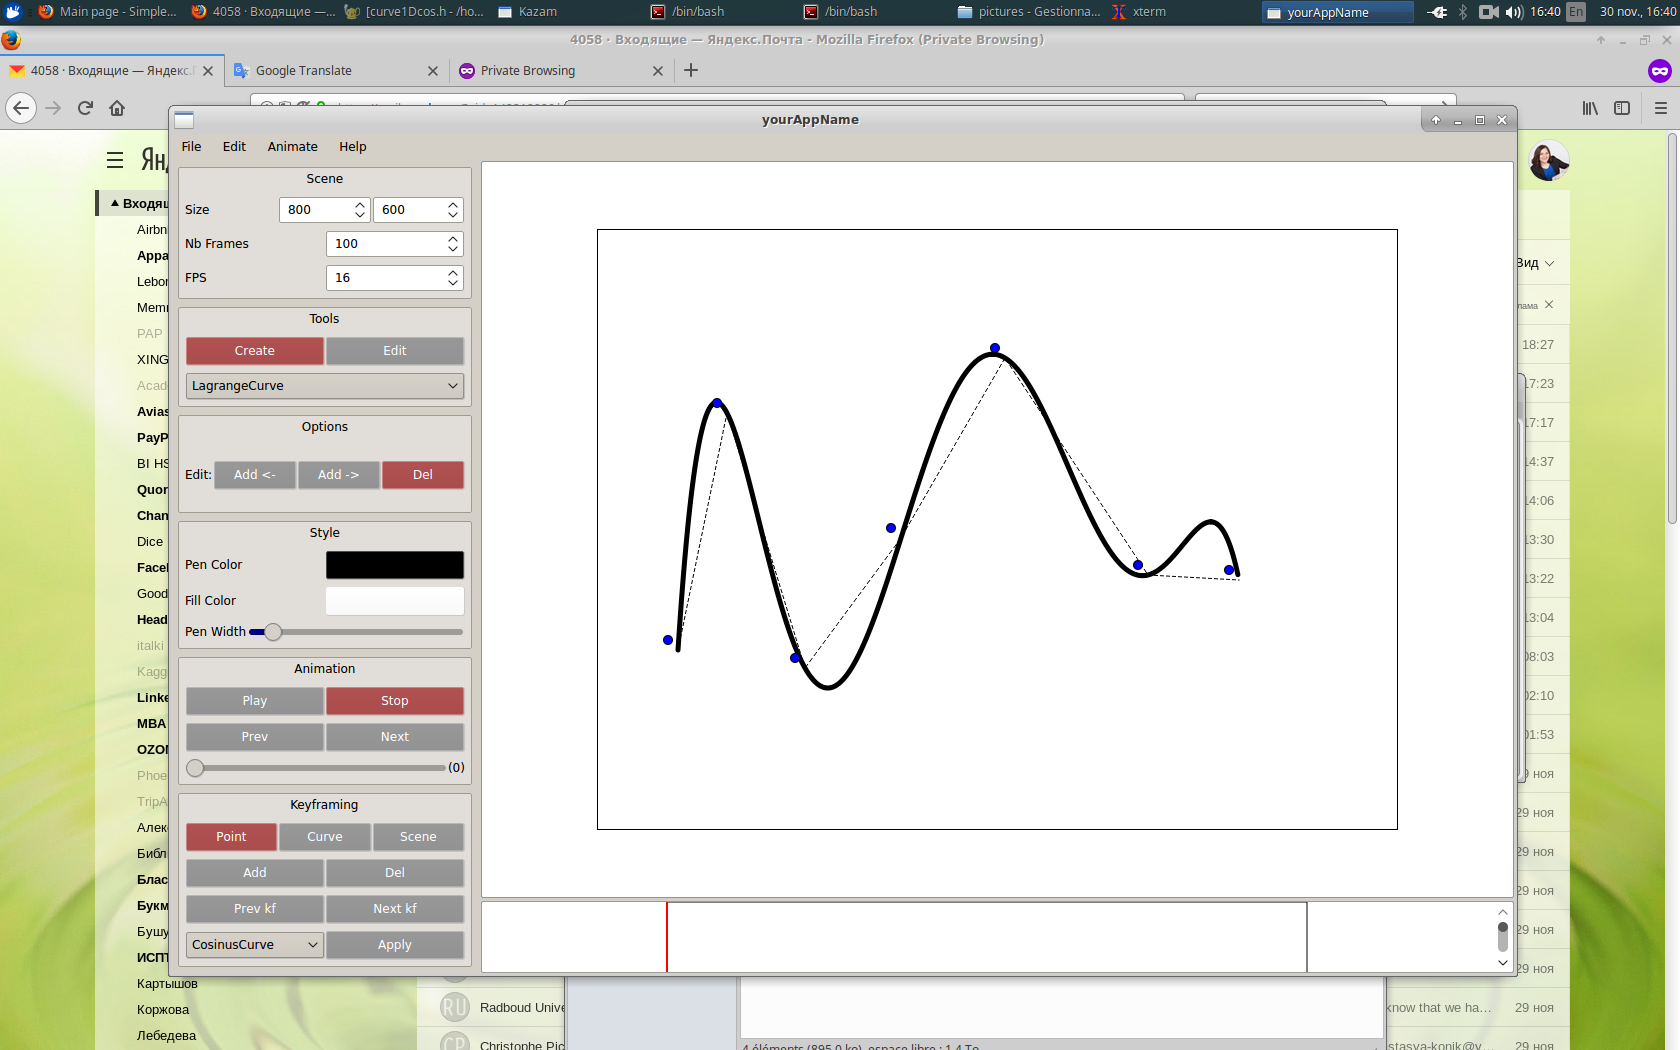 Main page - Simple...
4058 · Входящие —...
[curve1Dcos.h - /ho...
Kazam
/bin/bash
/bin/bash
pictures - Gestionna...
xterm
yourAppName
16:40
En
30 nov., 16:40
4058 · Входящие — Яндекс.Почта - Mozilla Firefox (Private Browsing)
4058 · Входящие — Яндекс.
Google Translate
Private Browsing
yourAppName
File Edit Animate Help
Scene
Size 800 600
Nb Frames 100
FPS 16
Tools
Create Edit
LagrangeCurve
Options
Edit: Add <- Add -> Del
Style
Pen Color
Fill Color
Pen Width
Animation
Play Stop
Prev Next
(0)
Keyframing
Point Curve Scene
Add Del
Prev kf Next kf
CosinusCurve Apply
Входящ
Airbn
Appa
Lebon
PAP
XING
Acad
Avias
PayP
BI HS
Quor
Chan
Dice
Good
Head
italki
Kagg
Linke
MBA
OZO
Phoe
TripA
Алек
Библ
Блас
Букм
Бушу
ИСПТ
Картышов
Коржова
Лебедева
Вид
лама
18:27
17:23
17:17
14:37
14:06
13:30
13:22
13:04
08:03
02:10
01:53
9 ноя
29 ноя
29 ноя
29 ноя
29 ноя
29 ноя
RU Radboud Unive
know that we ha... 29 ноя
CP Christophe Pic
4 éléments (895,0 ko), espace libre : 1,4 To
stasya-konik@y... 29 ноя